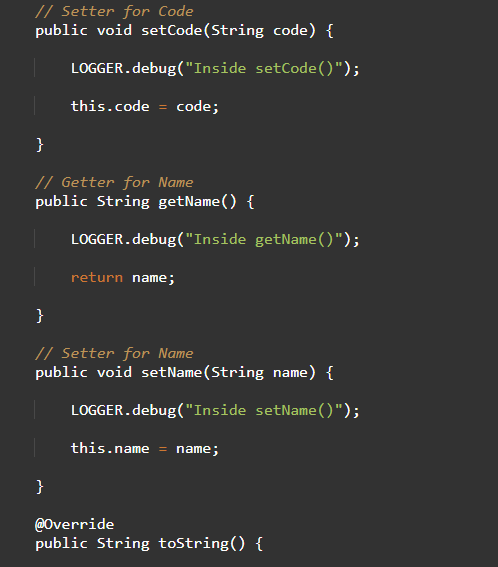 // Setter for Code
public void setCode(String code) {
LOGGER.debug("Inside setCode()");
this.code = code;
}
// Getter for Name
public String getName() {
LOGGER.debug("Inside getName()");
return name;
}
// Setter for Name
public void setName(String name) {
LOGGER.debug("Inside setName()");
this.name = name;
}
@Override
public String toString() {